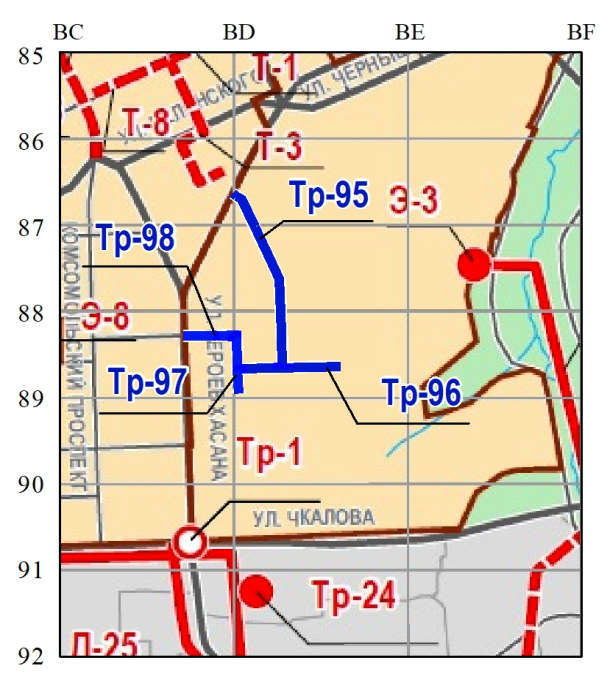 BC BD BE BF
85
Т-1
УЛ. ЧЕРНЫШ
Т-8
86
Т-3
Тр-95
Э-3
87
Тр-98
КОМСОМОЛЬСКИЙ ПРОСПЕКТ
88
Э-8
УЛ. ГЕРОЕВ ХАСАНА
Тр-97
Тр-96
89
Тр-1
90
УЛ. ЧКАЛОВА
91
Тр-24
Л-25
92